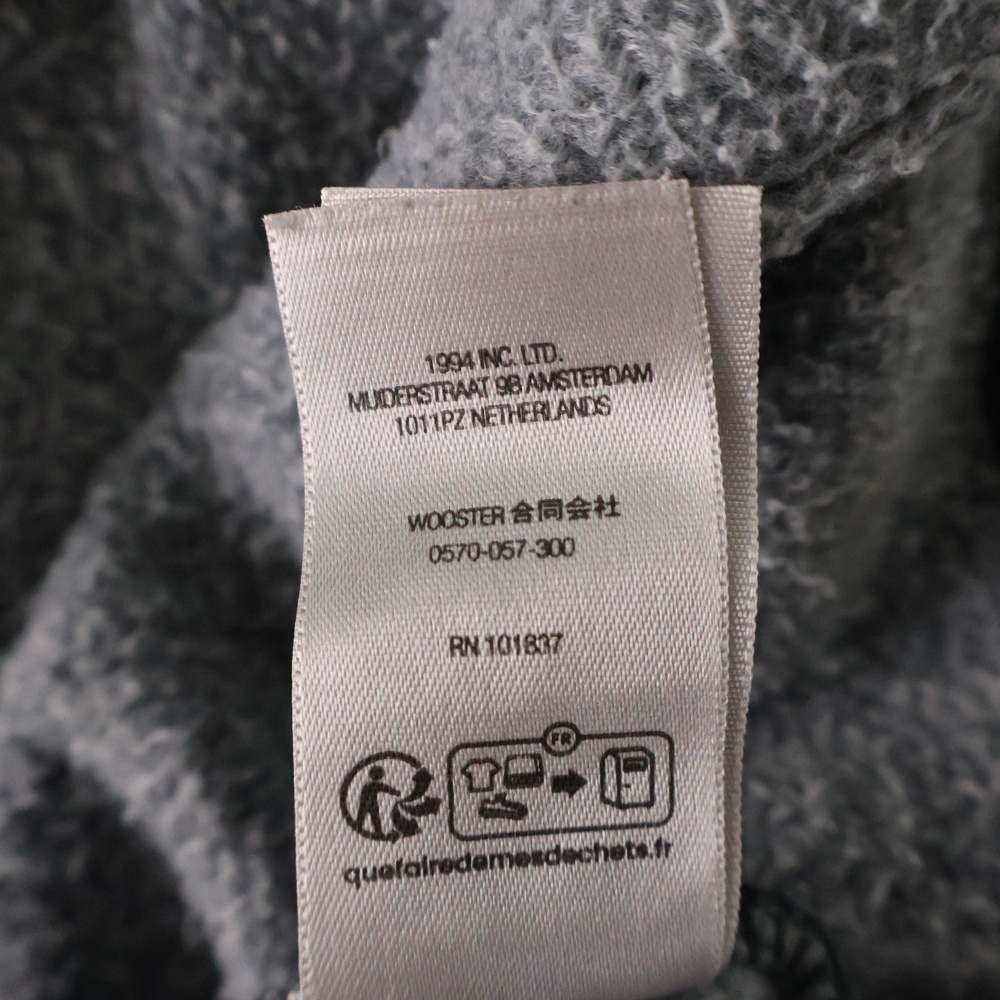 1994 INC. LTD.
MUIDERSTRAAT 9B AMSTERDAM
1011PZ NETHERLANDS
WOOSTER 合同会社
0570-057-300
RN 101837
FR
quefairedemesdechets.fr